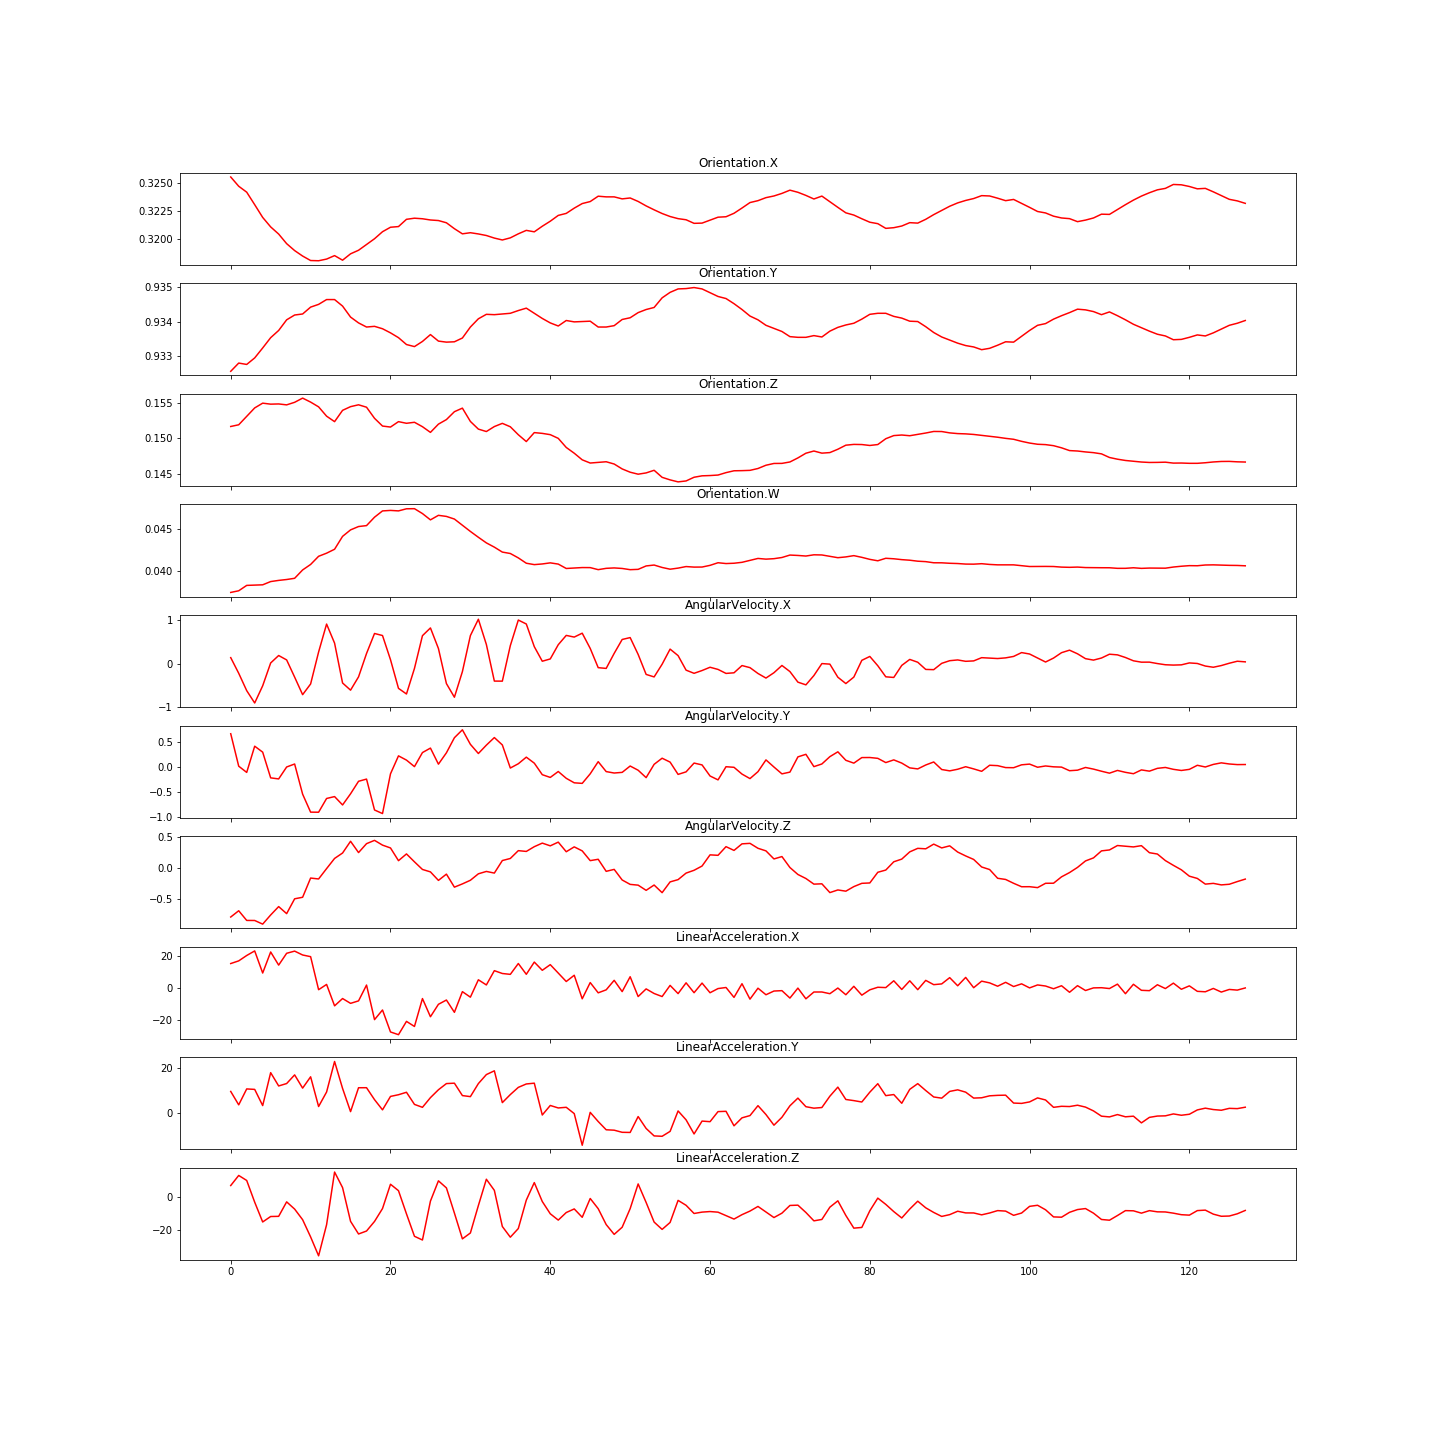 Orientation.X
0.3250
0.3225
0.3200
Orientation.Y
0.935
0.934
0.933
Orientation.Z
0.155
0.150
0.145
Orientation.W
0.045
0.040
AngularVelocity.X
1
0
−1
AngularVelocity.Y
0.5
0.0
−0.5
−1.0
AngularVelocity.Z
0.5
0.0
−0.5
LinearAcceleration.X
20
0
−20
LinearAcceleration.Y
20
0
LinearAcceleration.Z
0
−20
0 20 40 60 80 100 120